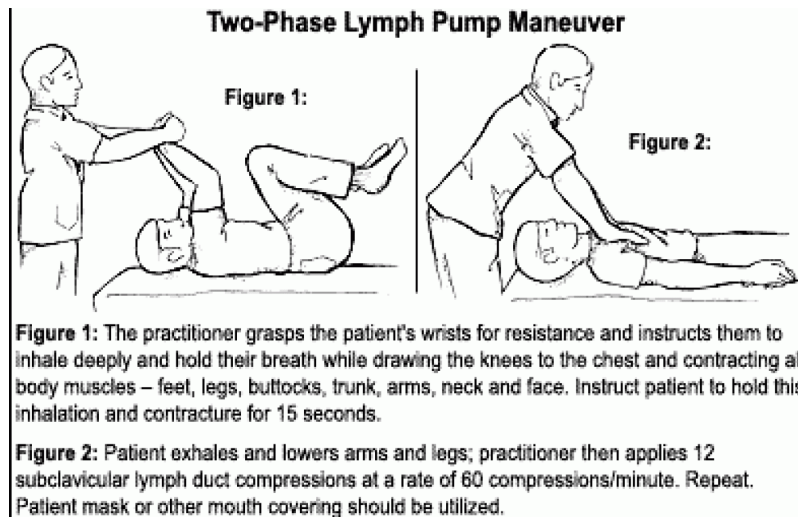 Two-Phase Lymph Pump Maneuver
Figure 1:
Figure 2:
Figure 1: The practitioner grasps the patient's wrists for resistance and instructs them to
inhale deeply and hold their breath while drawing the knees to the chest and contracting al
body muscles – feet, legs, buttocks, trunk, arms, neck and face. Instruct patient to hold this
inhalation and contracture for 15 seconds.
Figure 2: Patient exhales and lowers arms and legs; practitioner then applies 12
subclavicular lymph duct compressions at a rate of 60 compressions/minute. Repeat.
Patient mask or other mouth covering should be utilized.